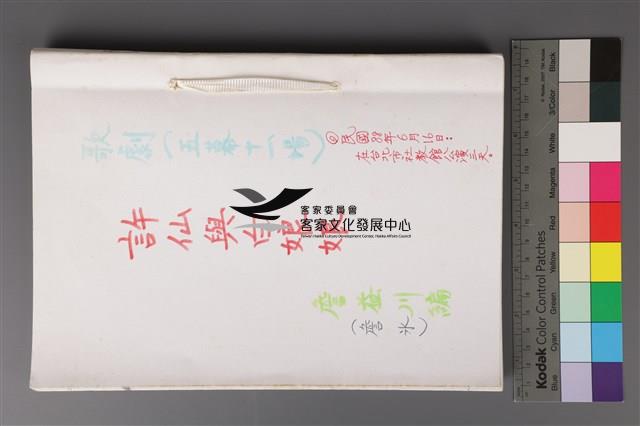 歌劇(五幕十一場)
◎民國88年6月16日:
在台北市社教館公演三天。
許仙與白娘娘
客家委員會
客家文化發展中心
Taiwan Hakka Culture Development Center, Hakka Affairs Council
詹益川編
(詹氷)
Kodak Color Control Patches
Blue
Cyan
Green
Yellow
Red
Magenta
White
3/Color
Black